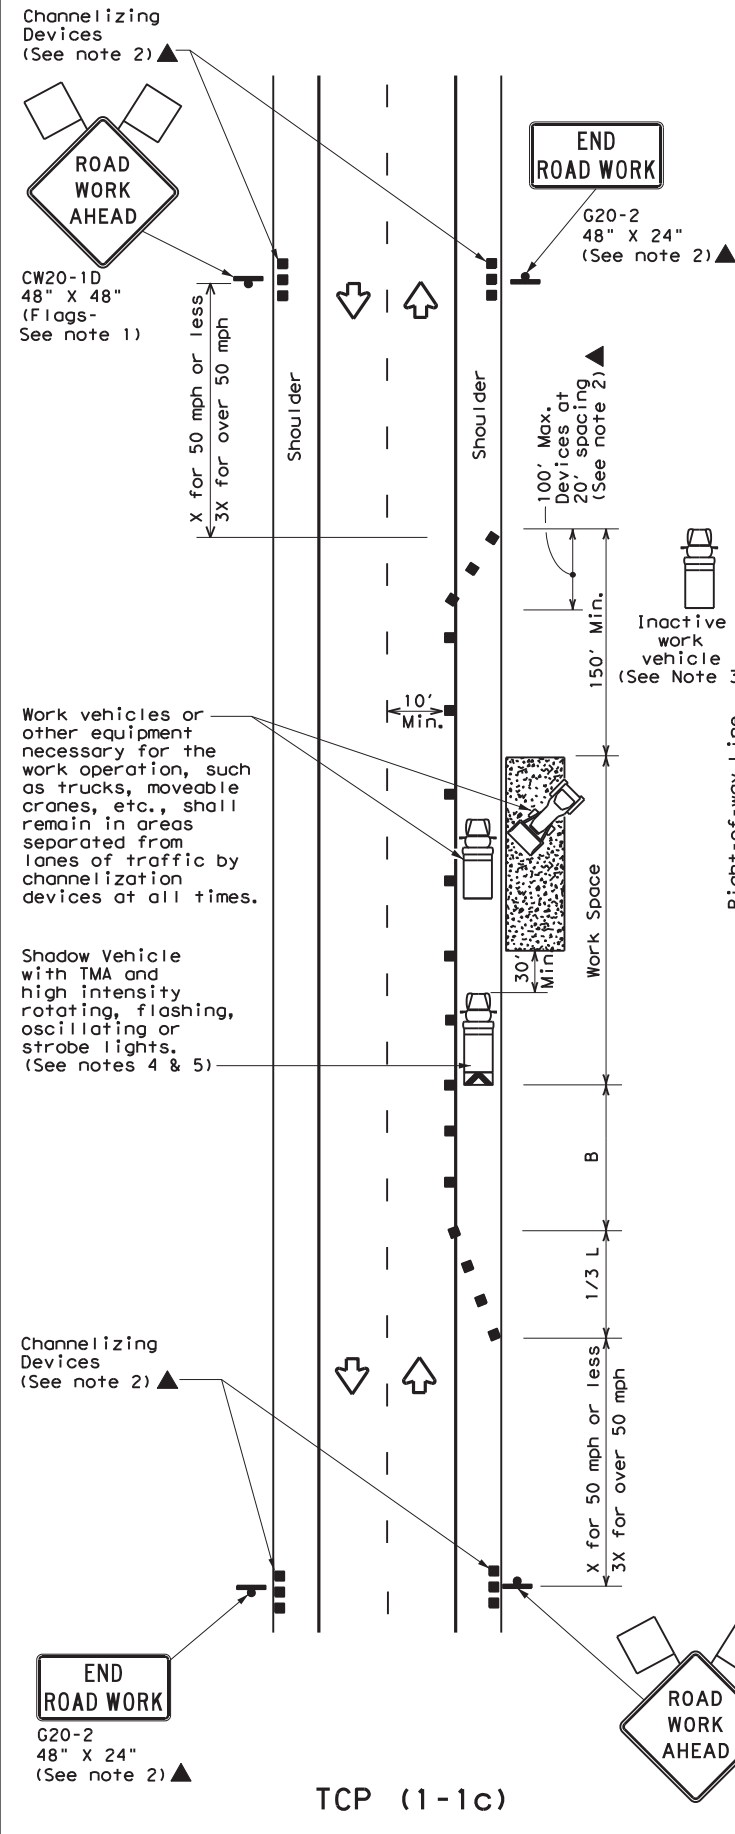 Channelizing
Devices
(See note 2)
ROAD
WORK
AHEAD
CW20-1D
48" X 48"
(Flags-
See note 1)
END
ROAD WORK
G20-2
48" X 24"
(See note 2)
X for 50 mph or less
3X for over 50 mph
Shoulder
Shoulder
100' Max.
Devices at
20' spacing
(See note 2)
150' Min.
Inactive
work
vehicle
(See Note 3
10'
Min.
Right-of-way Line
Work vehicles or
other equipment
necessary for the
work operation, such
as trucks, moveable
cranes, etc., shall
remain in areas
separated from
lanes of traffic by
channelization
devices at all times.
Work Space
30'
Min.
Shadow Vehicle
with TMA and
high intensity
rotating, flashing,
oscillating or
strobe lights.
(See notes 4 & 5)
B
1/3 L
Channelizing
Devices
(See note 2)
X for 50 mph or less
3X for over 50 mph
END
ROAD WORK
G20-2
48" X 24"
(See note 2)
ROAD
WORK
AHEAD
TCP (1-1c)